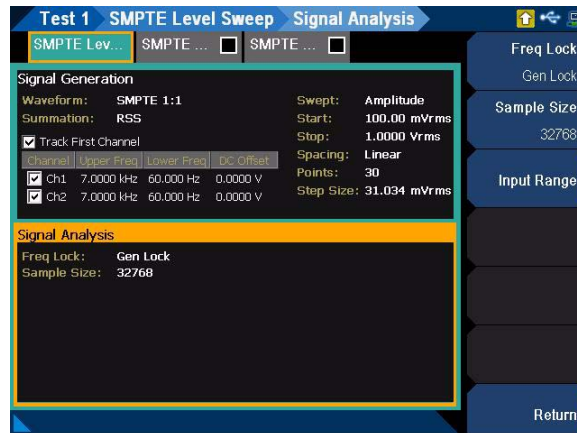 Test 1 SMPTE Level Sweep Signal Analysis
SMPTE Lev... SMPTE ... SMPTE ...
Freq Lock
Gen Lock
Sample Size
32768
Input Range
Return
Signal Generation
Waveform: SMPTE 1:1
Summation: RSS
Track First Channel
Channel Upper Freq Lower Freq DC Offset
Ch1 7.0000 kHz 60.000 Hz 0.0000 V
Ch2 7.0000 kHz 60.000 Hz 0.0000 V
Swept: Amplitude
Start: 100.00 mVrms
Stop: 1.0000 Vrms
Spacing: Linear
Points: 30
Step Size: 31.034 mVrms
Signal Analysis
Freq Lock: Gen Lock
Sample Size: 32768